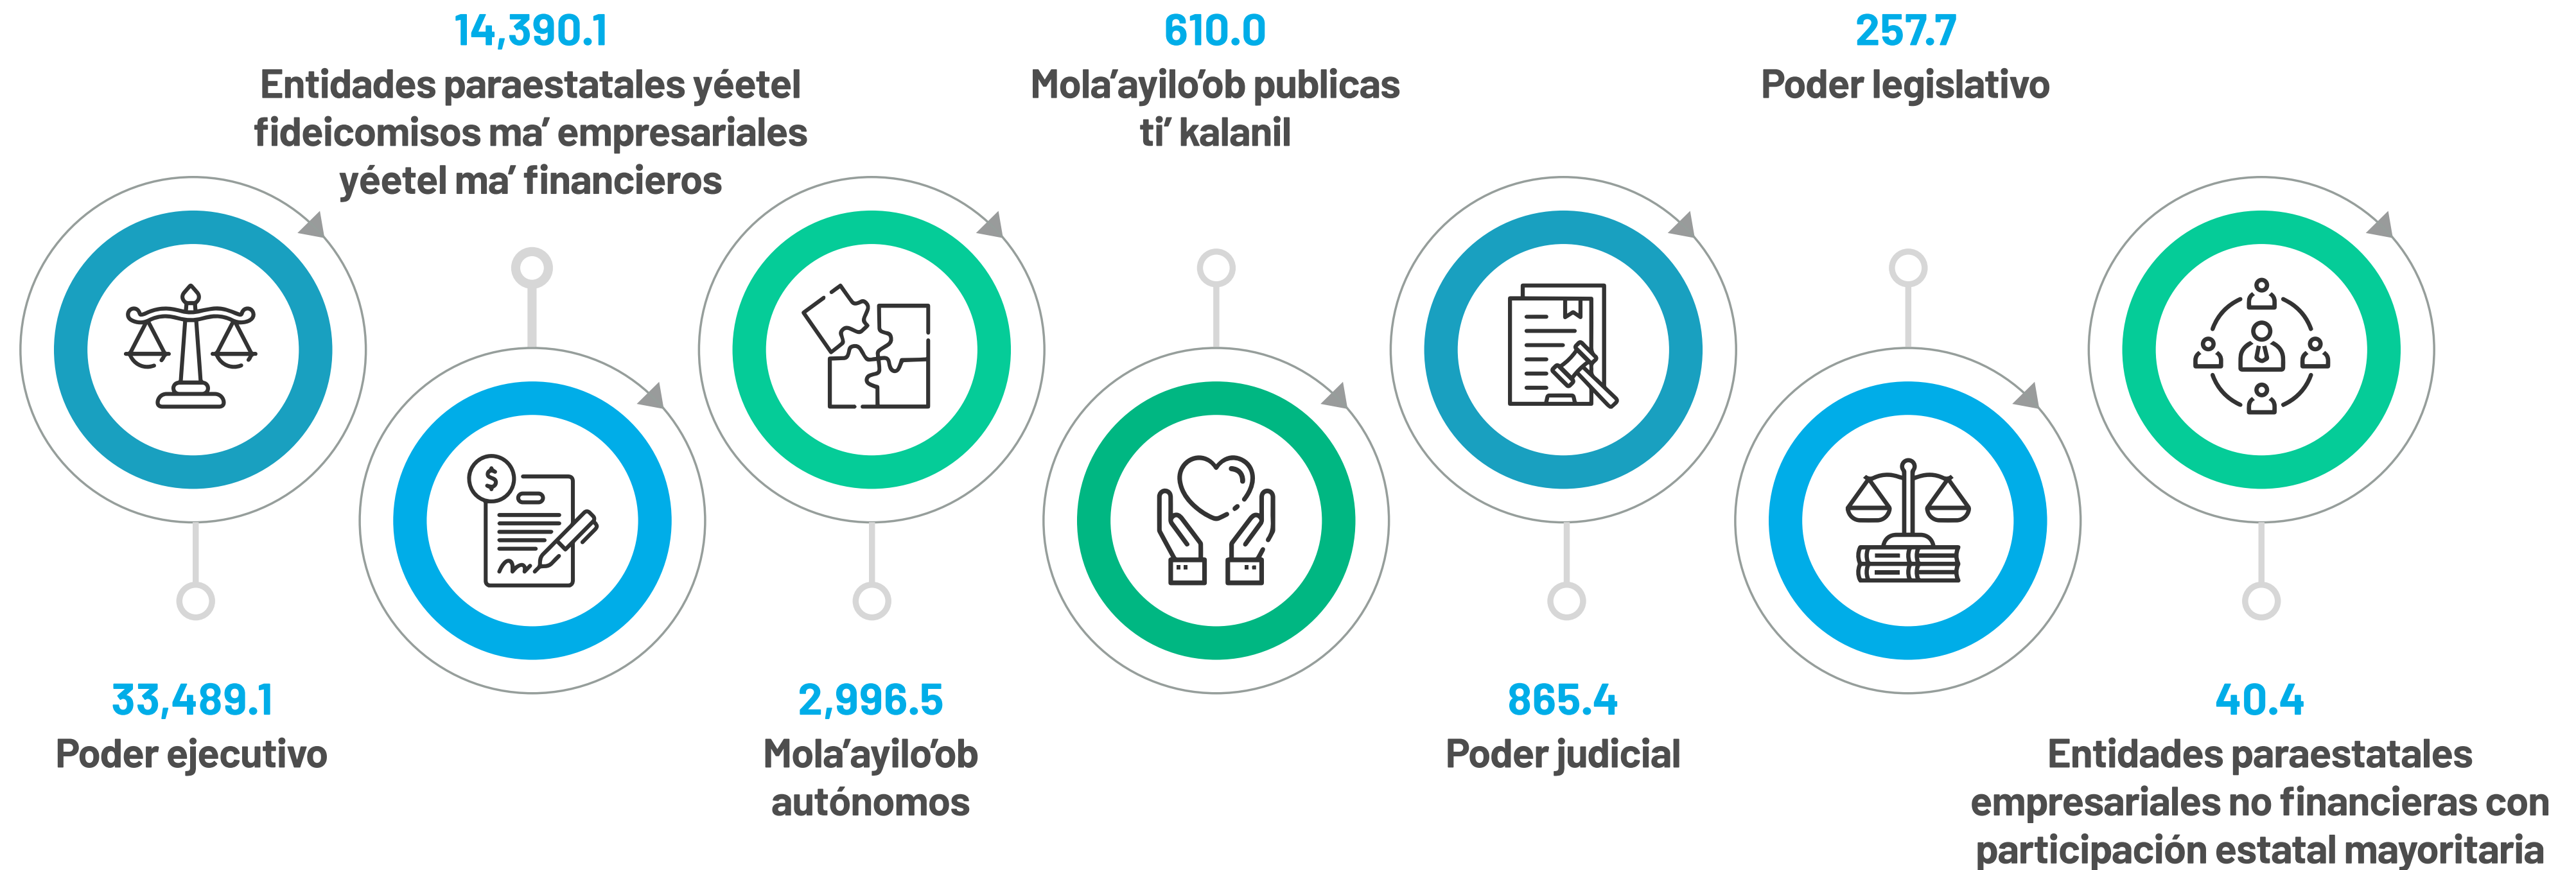 33,489.1
Poder ejecutivo
14,390.1
Entidades paraestatales yéetel
fideicomisos ma’ empresariales
yéetel ma’ financieros
$
2,996.5
Mola’ayilo’ob
autónomos
610.0
Mola’ayilo’ob publicas
ti’ kalanil
865.4
Poder judicial
257.7
Poder legislativo
40.4
Entidades paraestatales
empresariales no financieras con
participación estatal mayoritaria